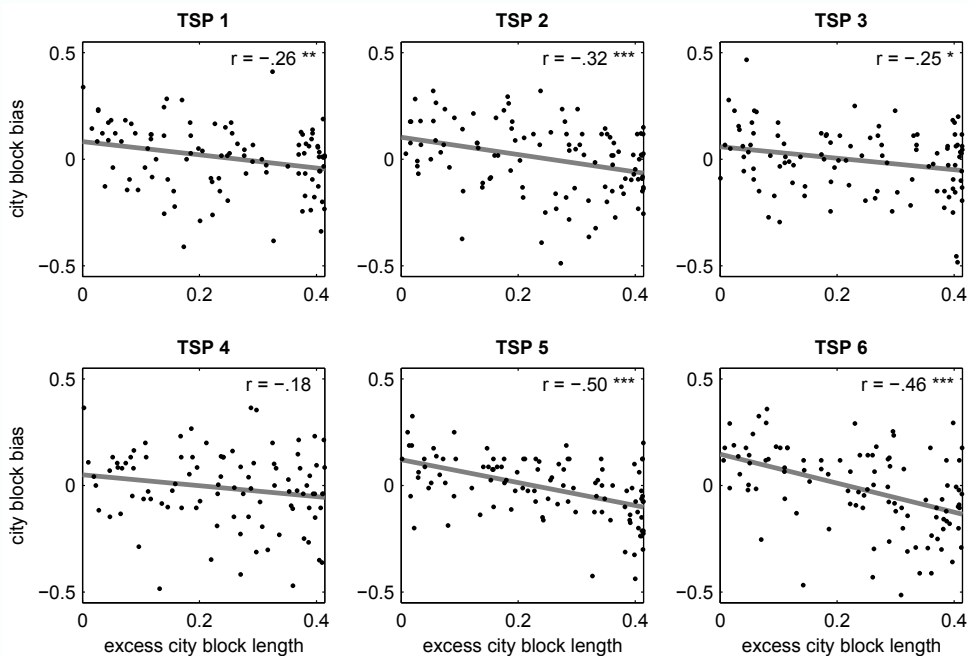 TSP 1 TSP 2 TSP 3
0.5 0.5 0.5
r = −.26 ** r = −.32 *** r = −.25 *
city block bias
0 0 0
−0.5 −0.5 −0.5
0 0.2 0.4 0 0.2 0.4 0 0.2 0.4
TSP 4 TSP 5 TSP 6
0.5 0.5 0.5
r = −.18 r = −.50 *** r = −.46 ***
city block bias
0 0 0
−0.5 −0.5 −0.5
0 0.2 0.4 0 0.2 0.4 0 0.2 0.4
excess city block length excess city block length excess city block length